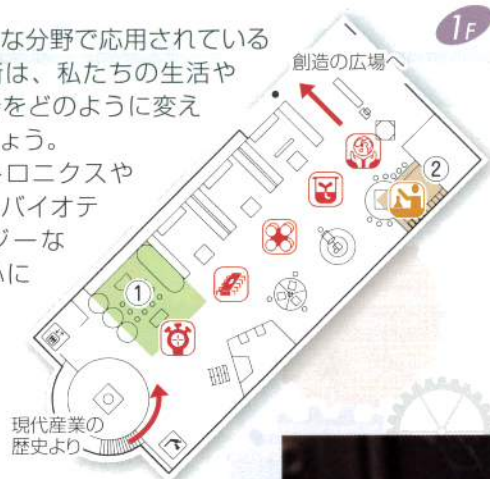 な分野で応用されている
術は、私たちの生活や
をどのように変え
ょう。
トロニクスや
バイオテ
ジーな
いに
1F
創造の広場へ
②
①
現代産業の
歴史より